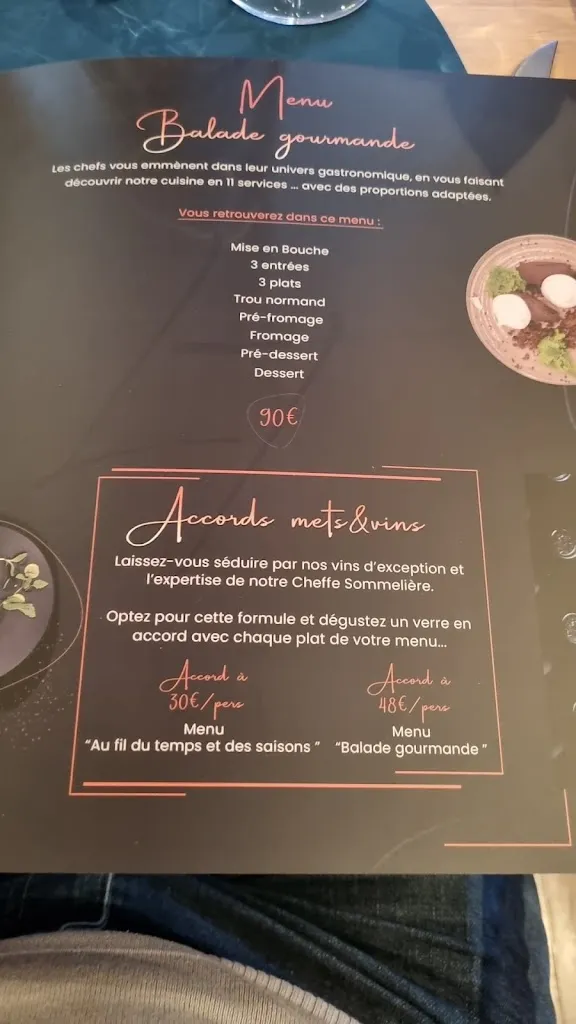 Menu
Balade gourmande
Les chefs vous emmènent dans leur univers gastronomique, en vous faisant
découvrir notre cuisine en 11 services ... avec des proportions adaptées.
Vous retrouverez dans ce menu :
Mise en Bouche
3 entrées
3 plats
Trou normand
Pré-fromage
Fromage
Pré-dessert
Dessert
90€
Accords mets&vins
Laissez-vous séduire par nos vins d'exception et
l'expertise de notre Cheffe Sommelière.
Optez pour cette formule et dégustez un verre en
accord avec chaque plat de votre menu...
Accord à
30€/pers
Menu
"Au fil du temps et des saisons "
Accord à
48€/pers
Menu
"Balade gourmande "